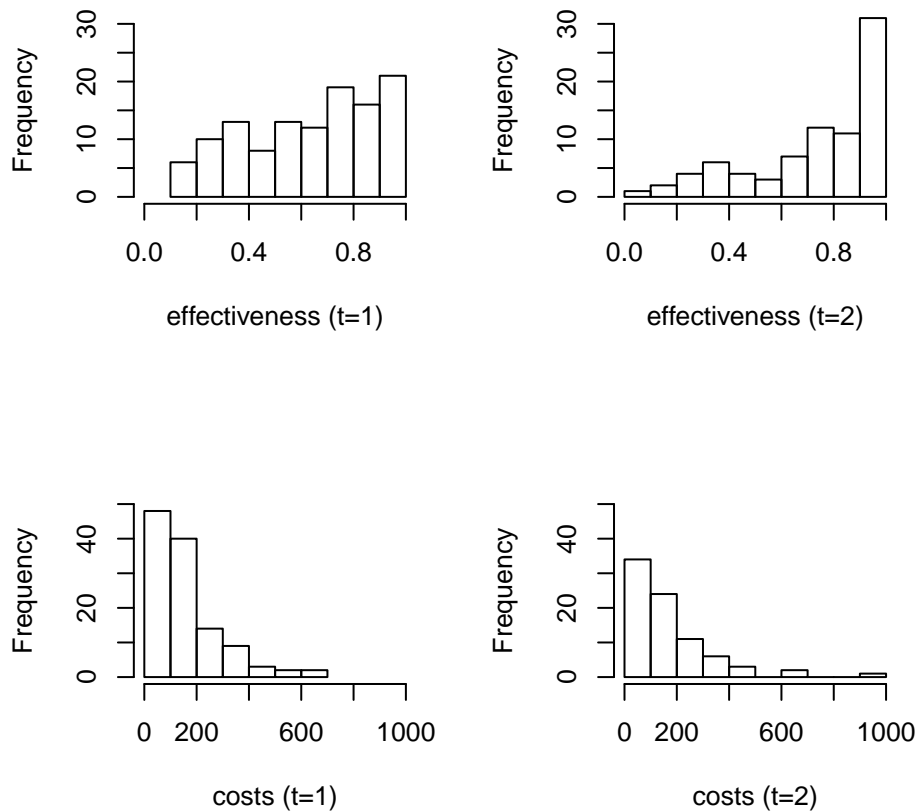 Frequency
0 10 20 30
0.0 0.4 0.8
effectiveness (t=1)
Frequency
0 10 20 30
0.0 0.4 0.8
effectiveness (t=2)
Frequency
0 20 40
0 200 600 1000
costs (t=1)
Frequency
0 20 40
0 200 600 1000
costs (t=2)